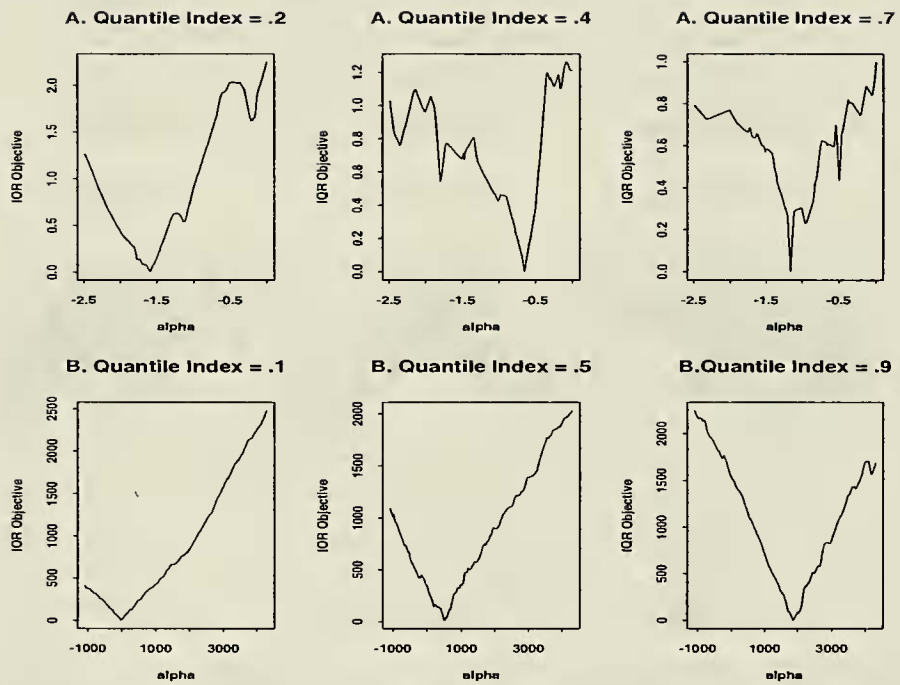 A. Quantile Index = .2
IQR Objective
2.0
1.5
1.0
0.5
0.0
-2.5
-1.5
-0.5
alpha
A. Quantile Index = .4
IQR Objective
1.2
1.0
0.8
0.6
0.4
0.2
0.0
-2.5
-1.5
-0.5
alpha
A. Quantile Index = .7
IQR Objective
1.0
0.8
0.6
0.4
0.2
0.0
-2.5
-1.5
-0.5
alpha
B. Quantile Index = .1
IQR Objective
2500
2000
1500
1000
500
0
-1000
1000
3000
alpha
B. Quantile Index = .5
IQR Objective
2000
1500
1000
500
0
-1000
1000
3000
alpha
B.Quantile Index = .9
IQR Objective
2000
1500
1000
500
0
-1000
1000
3000
alpha